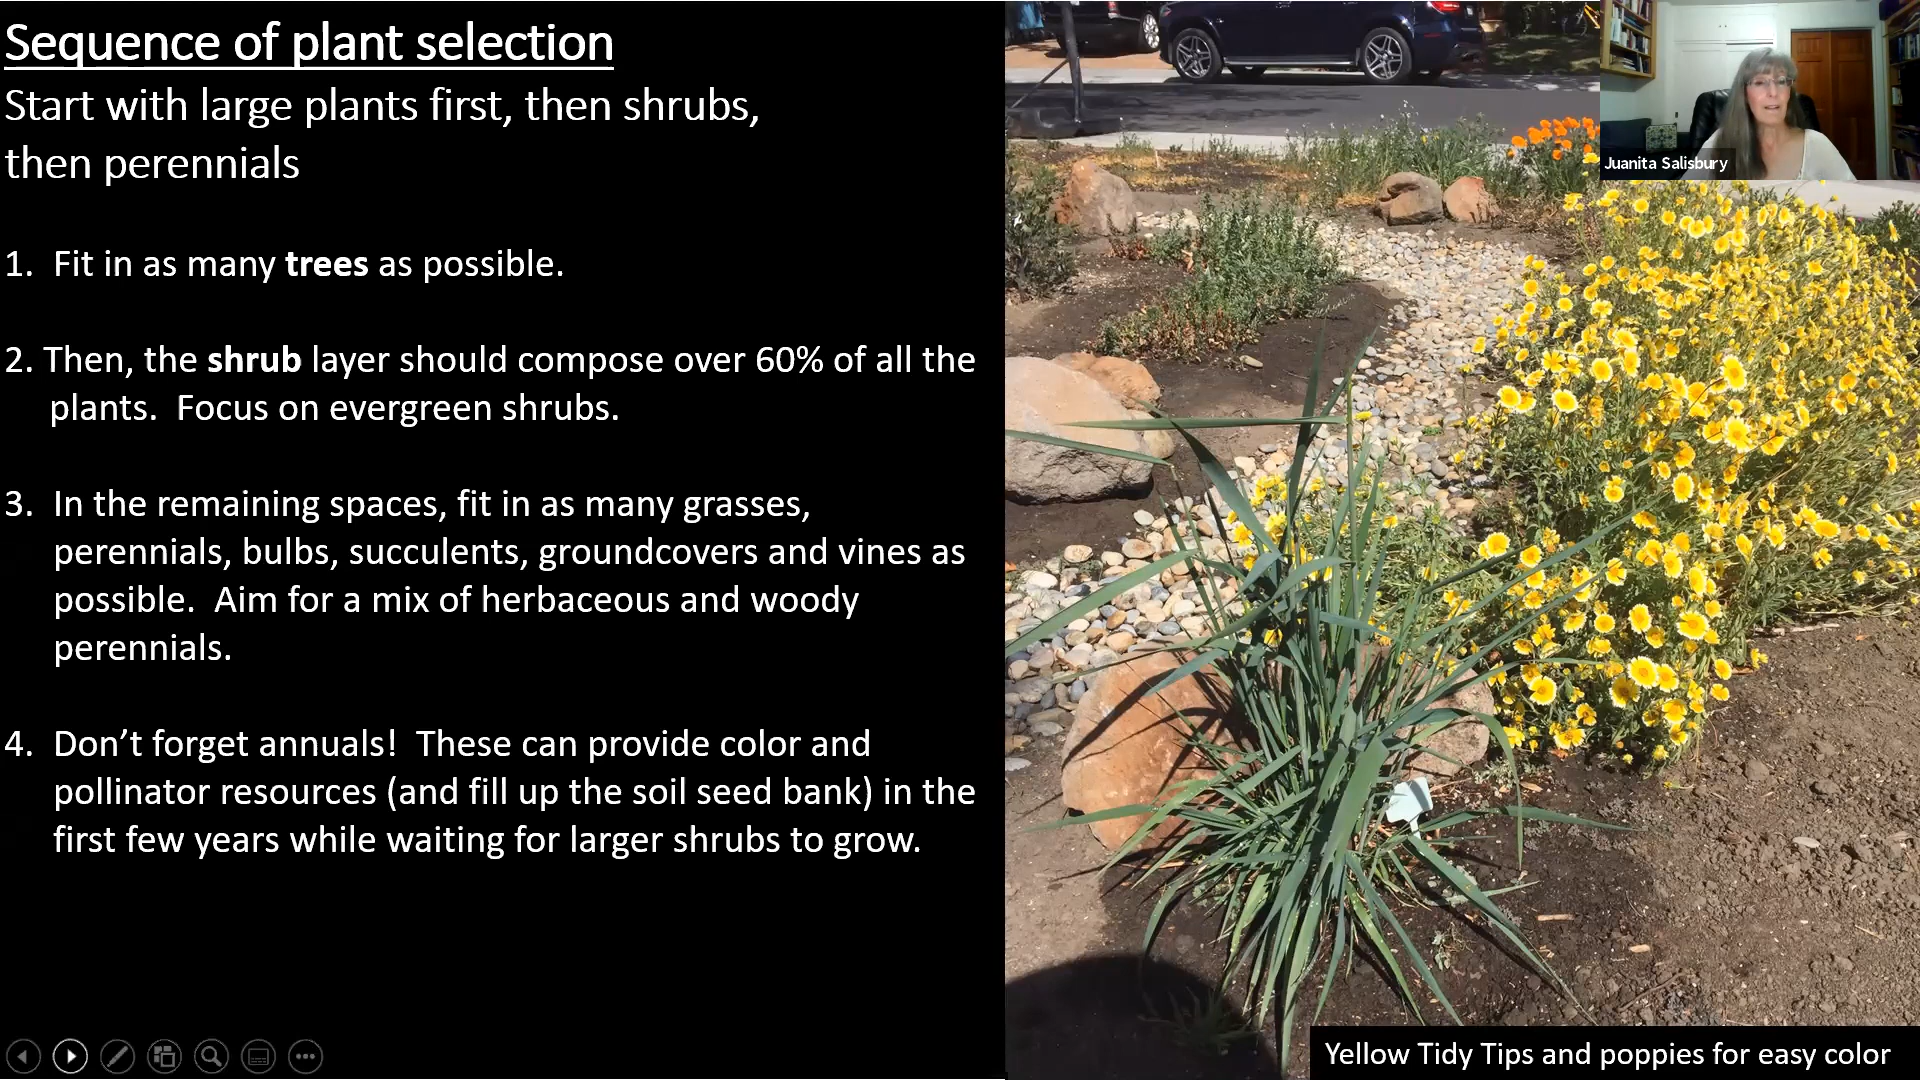 Sequence of plant selection
Start with large plants first, then shrubs,
then perennials
1. Fit in as many trees as possible.
2. Then, the shrub layer should compose over 60% of all the
plants. Focus on evergreen shrubs.
3. In the remaining spaces, fit in as many grasses,
perennials, bulbs, succulents, groundcovers and vines as
possible. Aim for a mix of herbaceous and woody
perennials.
4. Don’t forget annuals! These can provide color and
pollinator resources (and fill up the soil seed bank) in the
first few years while waiting for larger shrubs to grow.
Juanita Salisbury
Yellow Tidy Tips and poppies for easy color